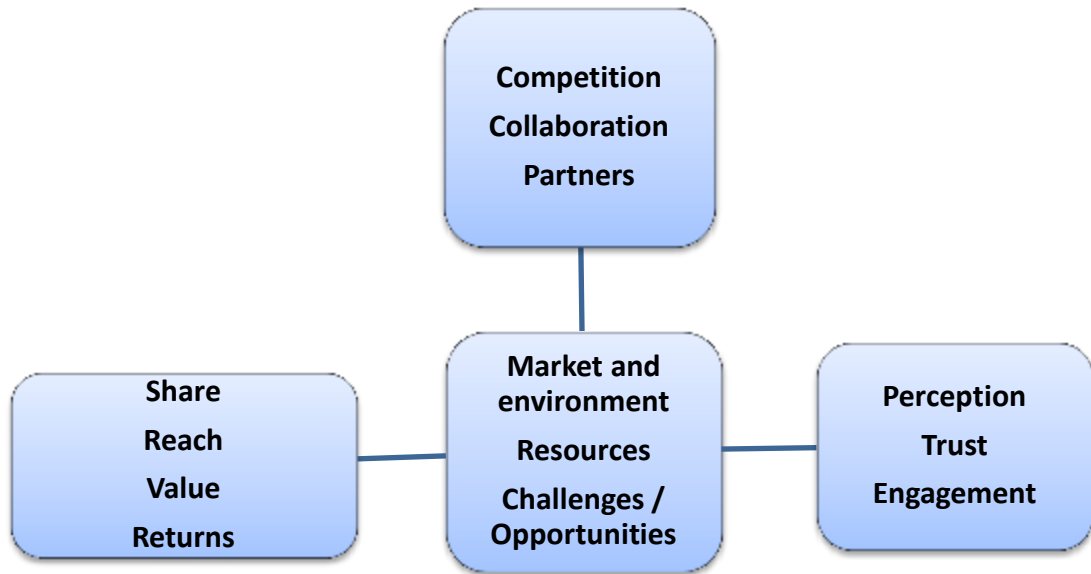 Competition
Collaboration
Partners
Share
Reach
Value
Returns
Market and
environment
Resources
Challenges /
Opportunities
Perception
Trust
Engagement